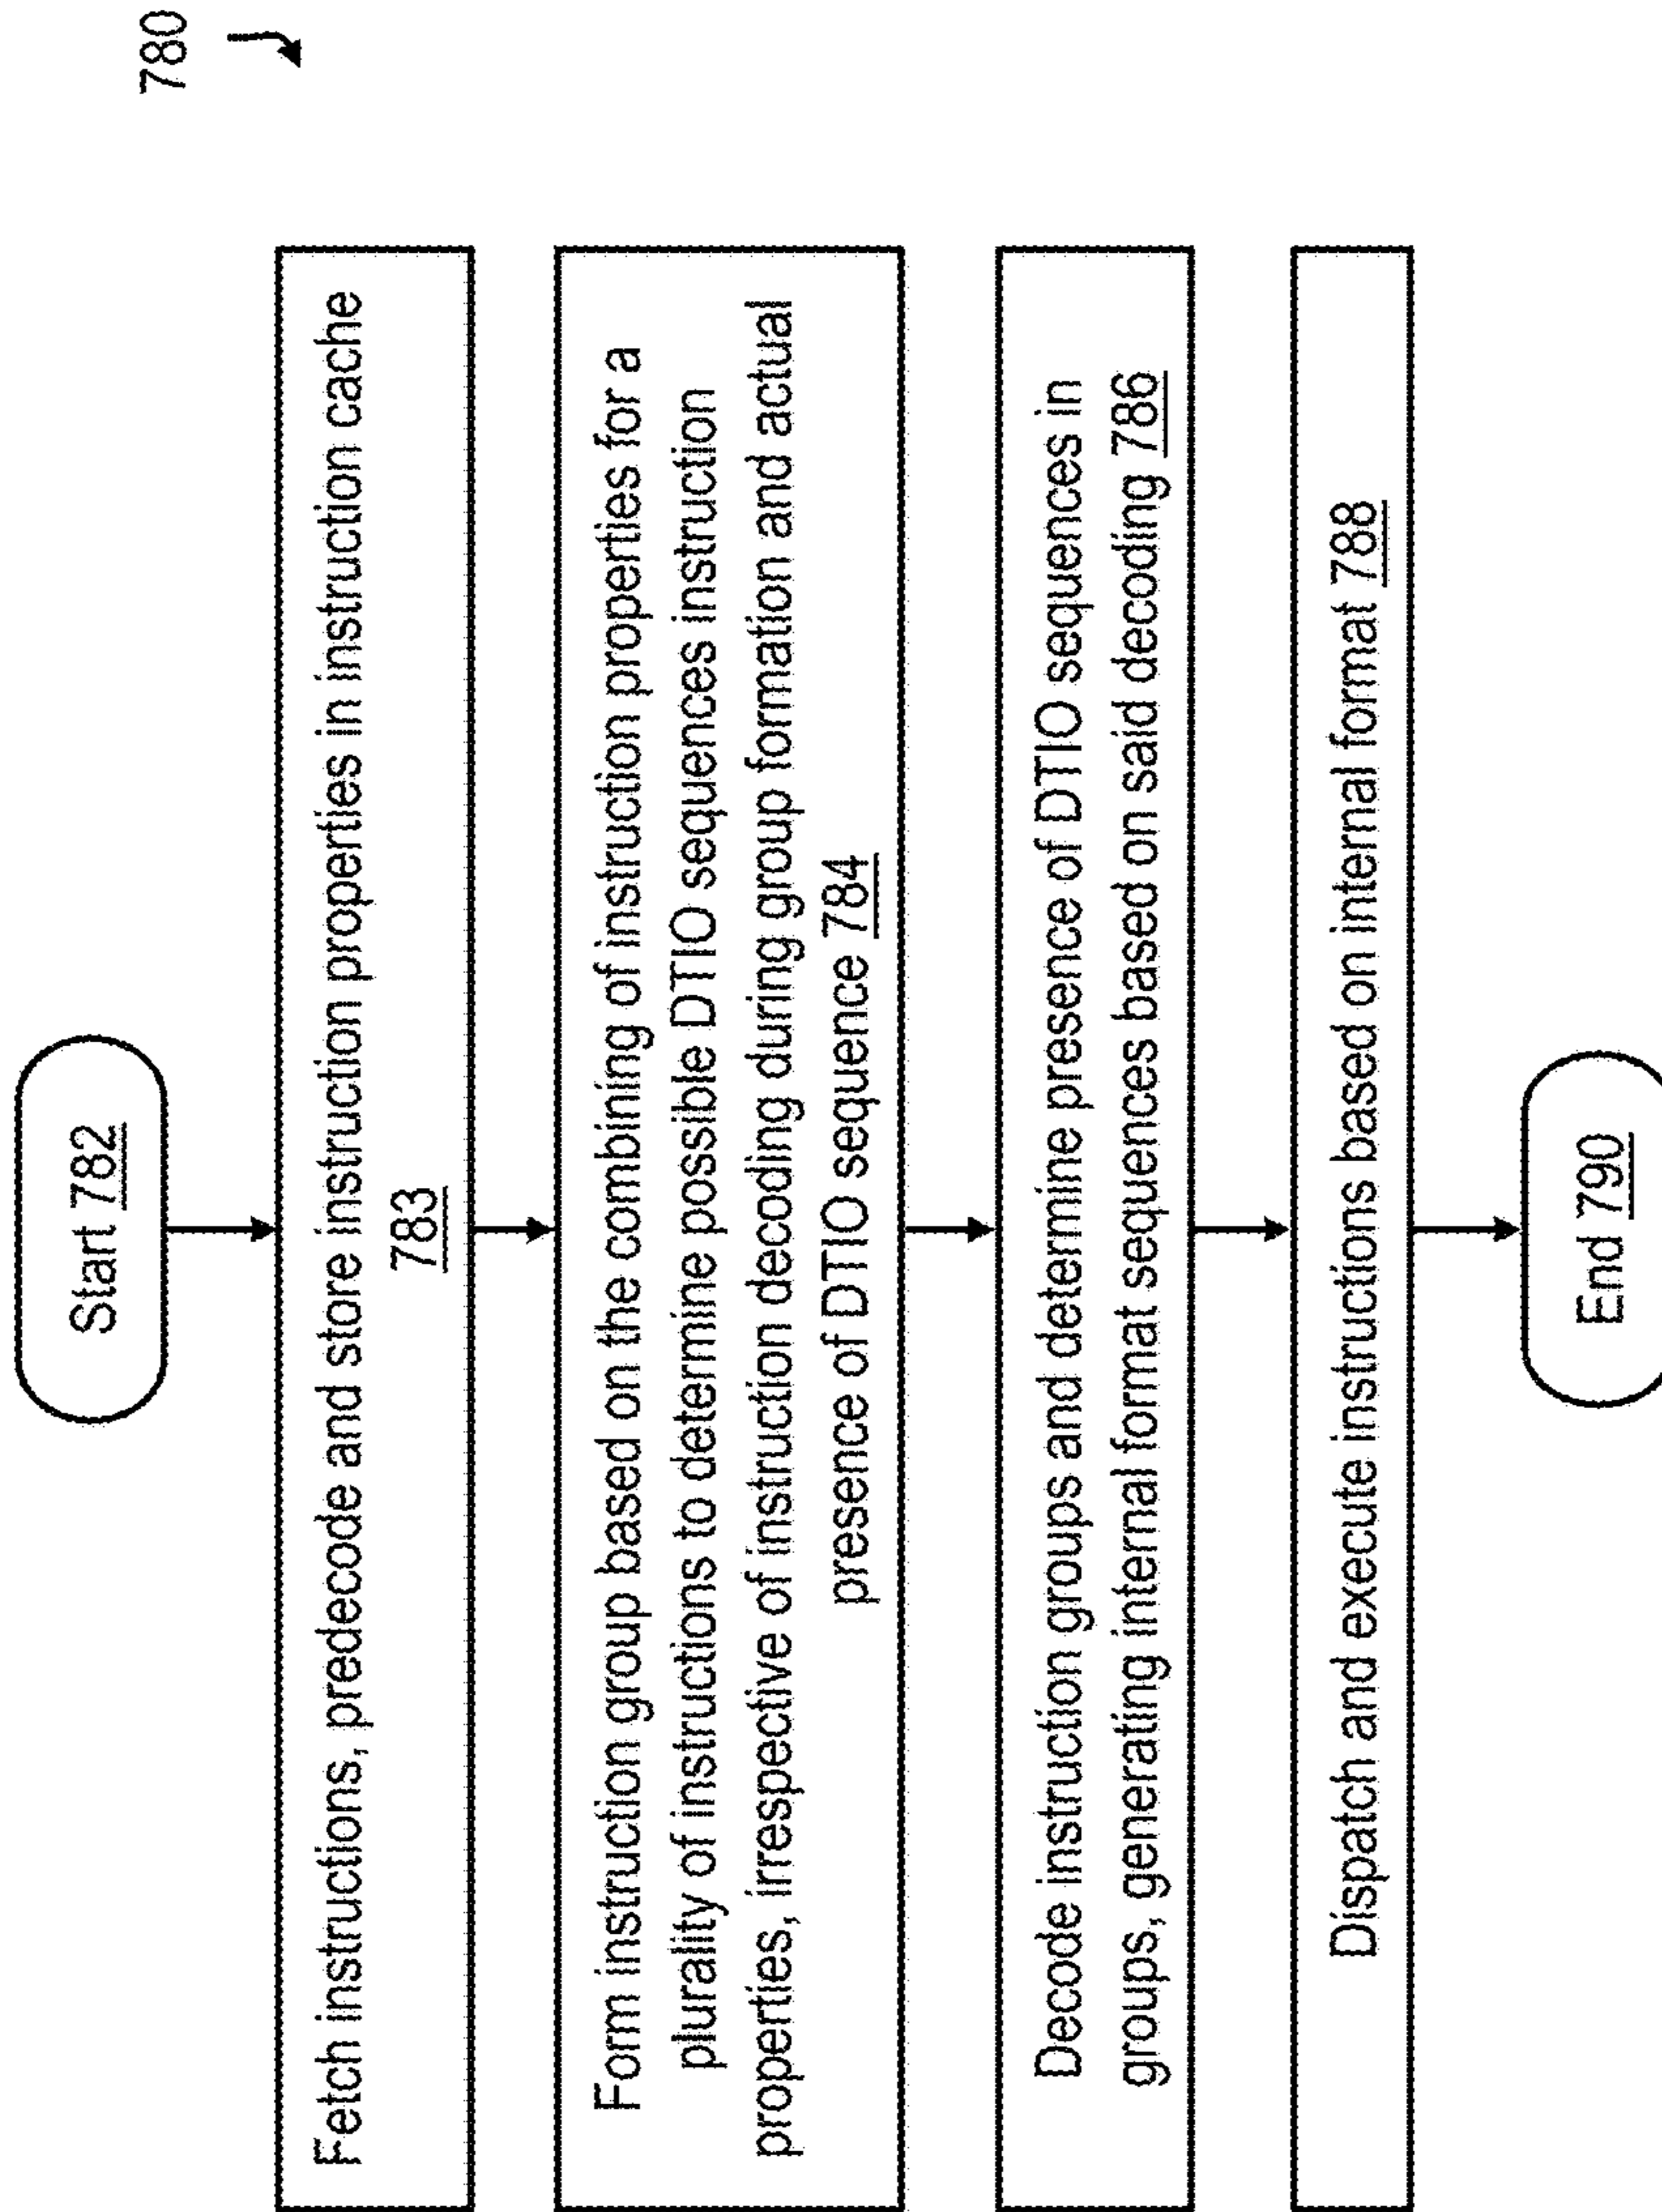 780
Start 782
Fetch instructions, predecode and store instruction properties in instruction cache
783
Form instruction group based on the combining of instruction properties for a
plurality of instructions to determine possible DTIO sequences instruction
properties, irrespective of instruction decoding during group formation and actual
presence of DTIO sequence 784
Decode instruction groups and determine presence of DTIO sequences in
groups, generating internal format sequences based on said decoding 786
Dispatch and execute instructions based on internal format 788
End 790